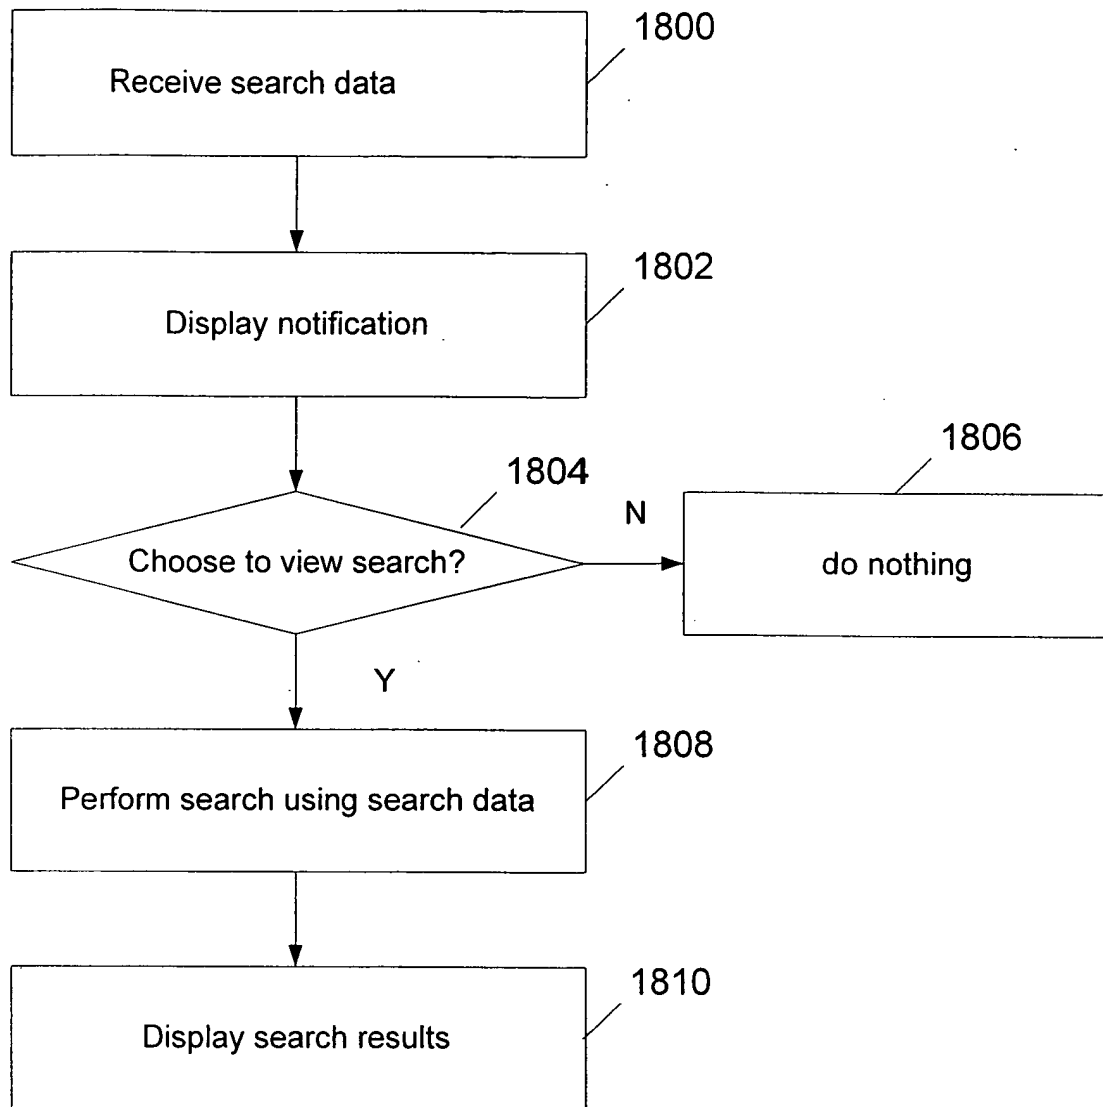 1800
Receive search data
1802
Display notification
1804
Choose to view search?
N
1806
do nothing
Y
1808
Perform search using search data
1810
Display search results